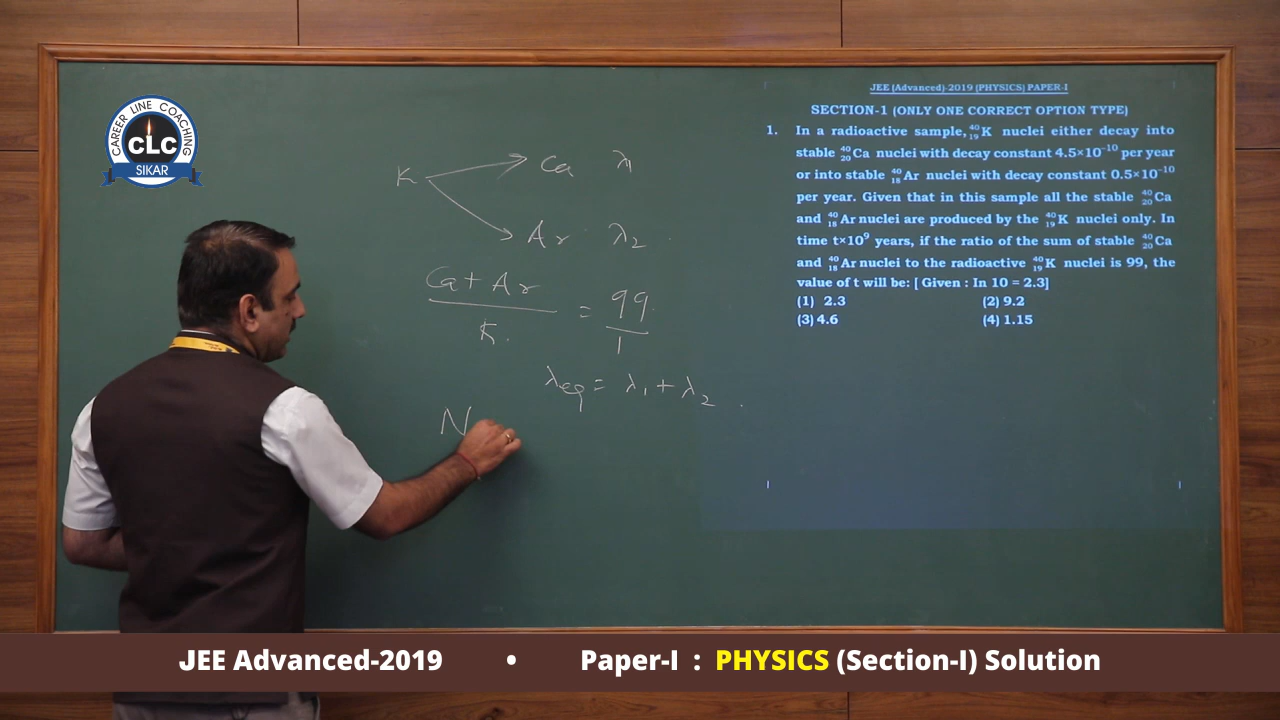 CAREER LINE COACHING
CLC
SIKAR
K Ca λ1
Ar λ2
Ca + Ar
K
= 99
1
λeq = λ1 + λ2
N
JEE (Advanced)-2019 (PHYSICS) PAPER-I
SECTION-1 (ONLY ONE CORRECT OPTION TYPE)
1. In a radioactive sample, ⁴⁰₁₉K nuclei either decay into
stable ⁴⁰₂₀Ca nuclei with decay constant 4.5×10⁻¹⁰ per year
or into stable ⁴⁰₁₈Ar nuclei with decay constant 0.5×10⁻¹⁰
per year. Given that in this sample all the stable ⁴⁰₂₀Ca
and ⁴⁰₁₈Ar nuclei are produced by the ⁴⁰₁₉K nuclei only. In
time t×10⁹ years, if the ratio of the sum of stable ⁴⁰₂₀Ca
and ⁴⁰₁₈Ar nuclei to the radioactive ⁴⁰₁₉K nuclei is 99, the
value of t will be: [ Given : In 10 = 2.3]
(1) 2.3 (2) 9.2
(3) 4.6 (4) 1.15
JEE Advanced-2019 • Paper-I : PHYSICS (Section-I) Solution